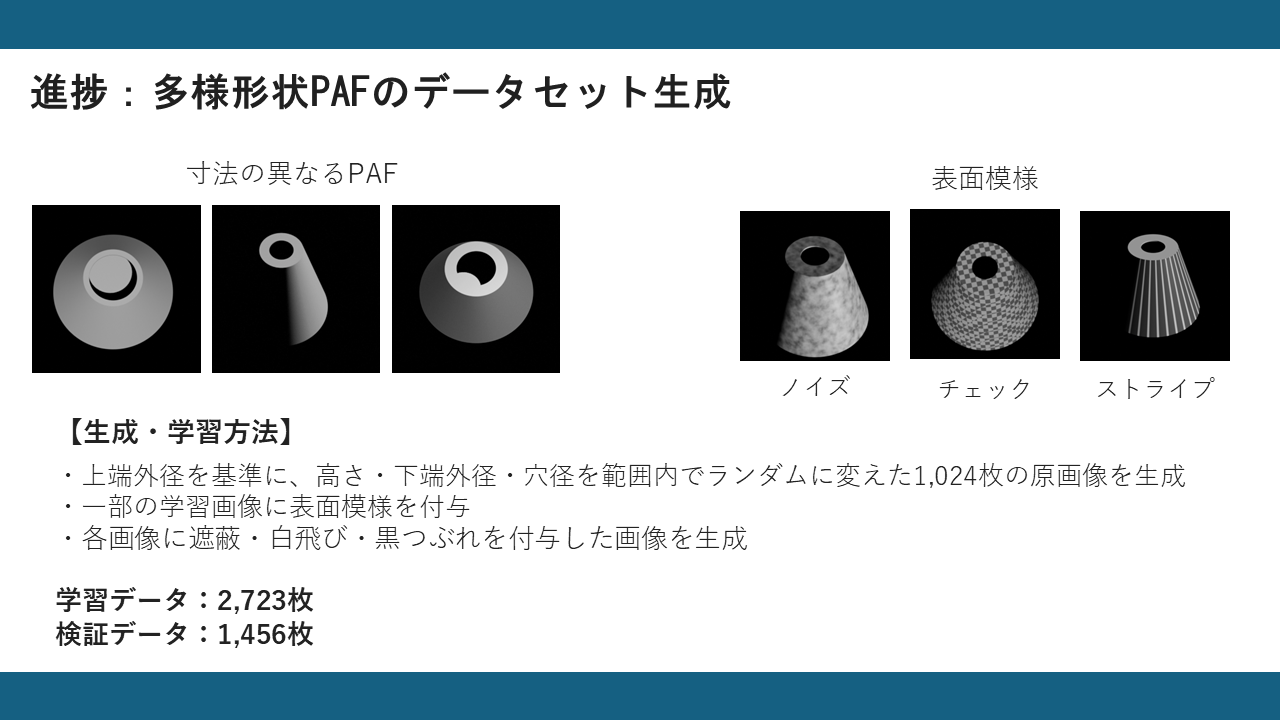 進捗：多様形状PAFのデータセット生成
寸法の異なるPAF
表面模様
ノイズ
チェック
ストライプ
【生成・学習方法】
・上端外径を基準に、高さ・下端外径・穴径を範囲内でランダムに変えた1,024枚の原画像を生成
・一部の学習画像に表面模様を付与
・各画像に遮蔽・白飛び・黒つぶれを付与した画像を生成
学習データ：2,723枚
検証データ：1,456枚